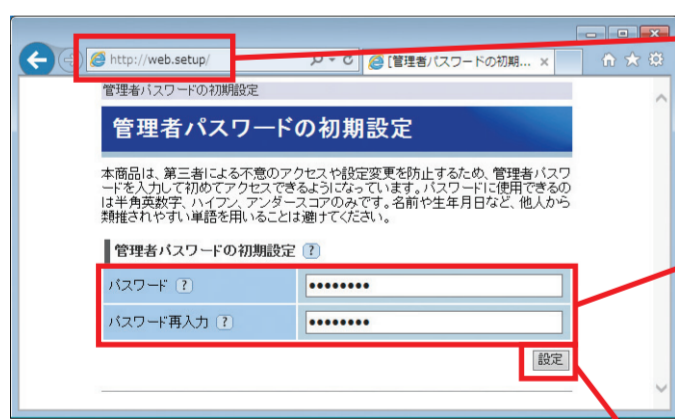 http://web.setup/
[管理者パスワードの初期... ×
管理者パスワードの初期設定
管理者パスワードの初期設定
本商品は、第三者による不意のアクセスや設定変更を防止するため、管理者パスワ
ードを入力して初めてアクセスできるようになっています。パスワードに使用できるの
は半角英数字、ハイフン、アンダースコアのみです。名前や生年月日など、他人から
類推されやすい単語を用いることは避けてください。
管理者パスワードの初期設定 ?
パスワード ? ••••••••
パスワード再入力 ? ••••••••
設定